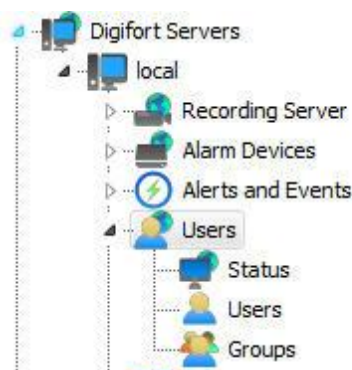 Digifort Servers
local
Recording Server
Alarm Devices
Alerts and Events
Users
Status
Users
Groups